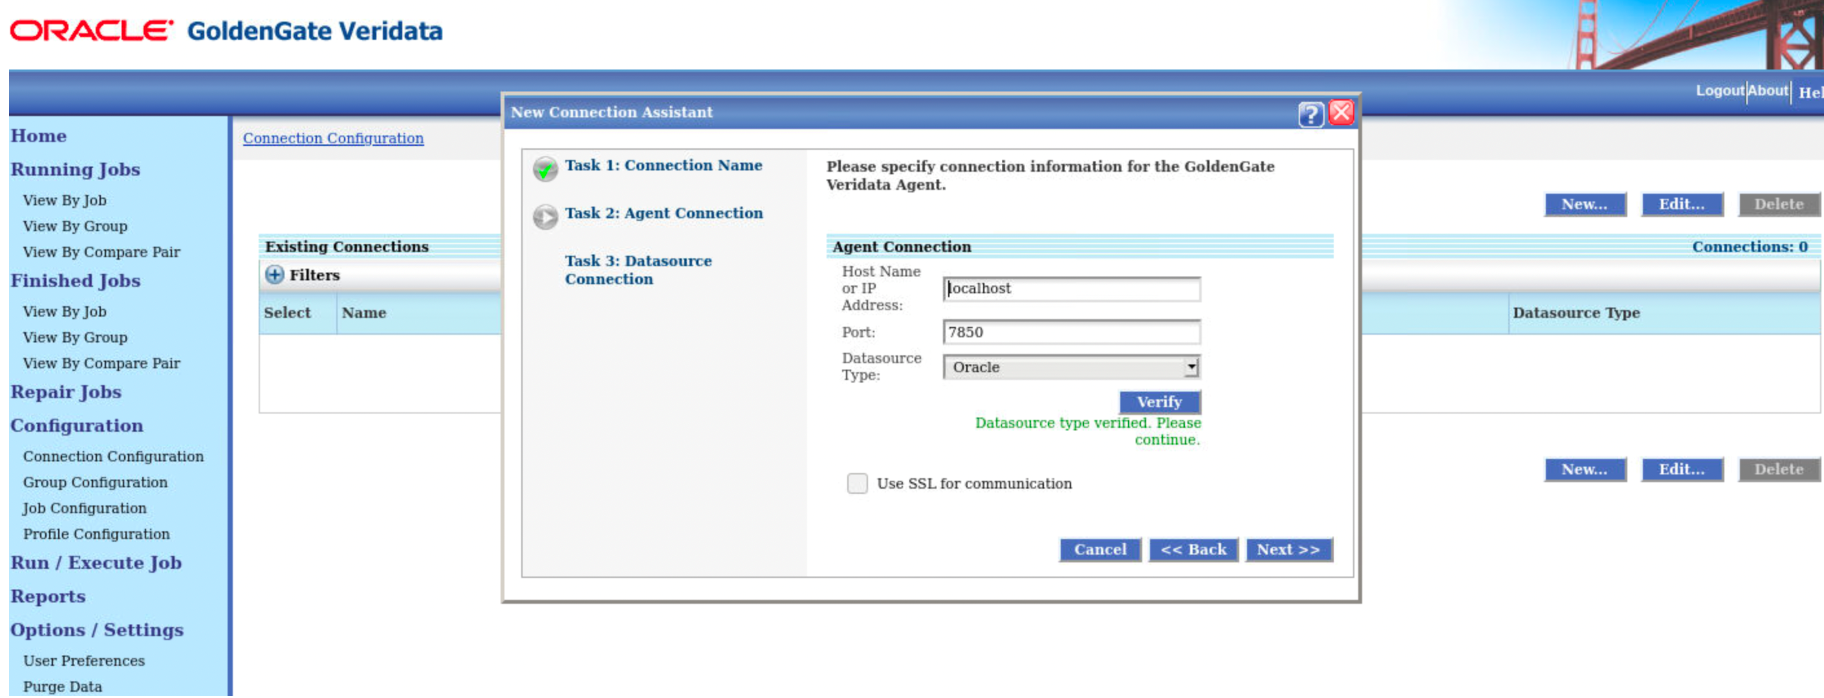 ORACLE GoldenGate Veridata
Logout About Hel
Home
Running Jobs
View By Job
View By Group
View By Compare Pair
Finished Jobs
View By Job
View By Group
View By Compare Pair
Repair Jobs
Configuration
Connection Configuration
Group Configuration
Job Configuration
Profile Configuration
Run / Execute Job
Reports
Options / Settings
User Preferences
Purge Data
Connection Configuration
New... Edit... Delete
Existing Connections
Connections: 0
Filters
Select Name Datasource Type
New... Edit... Delete
New Connection Assistant
?
Task 1: Connection Name
Task 2: Agent Connection
Task 3: Datasource
Connection
Please specify connection information for the GoldenGate
Veridata Agent.
Agent Connection
Host Name
or IP
Address:
localhost
Port: 7850
Datasource
Type:
Oracle
Verify
Datasource type verified. Please
continue.
Use SSL for communication
Cancel << Back Next >>